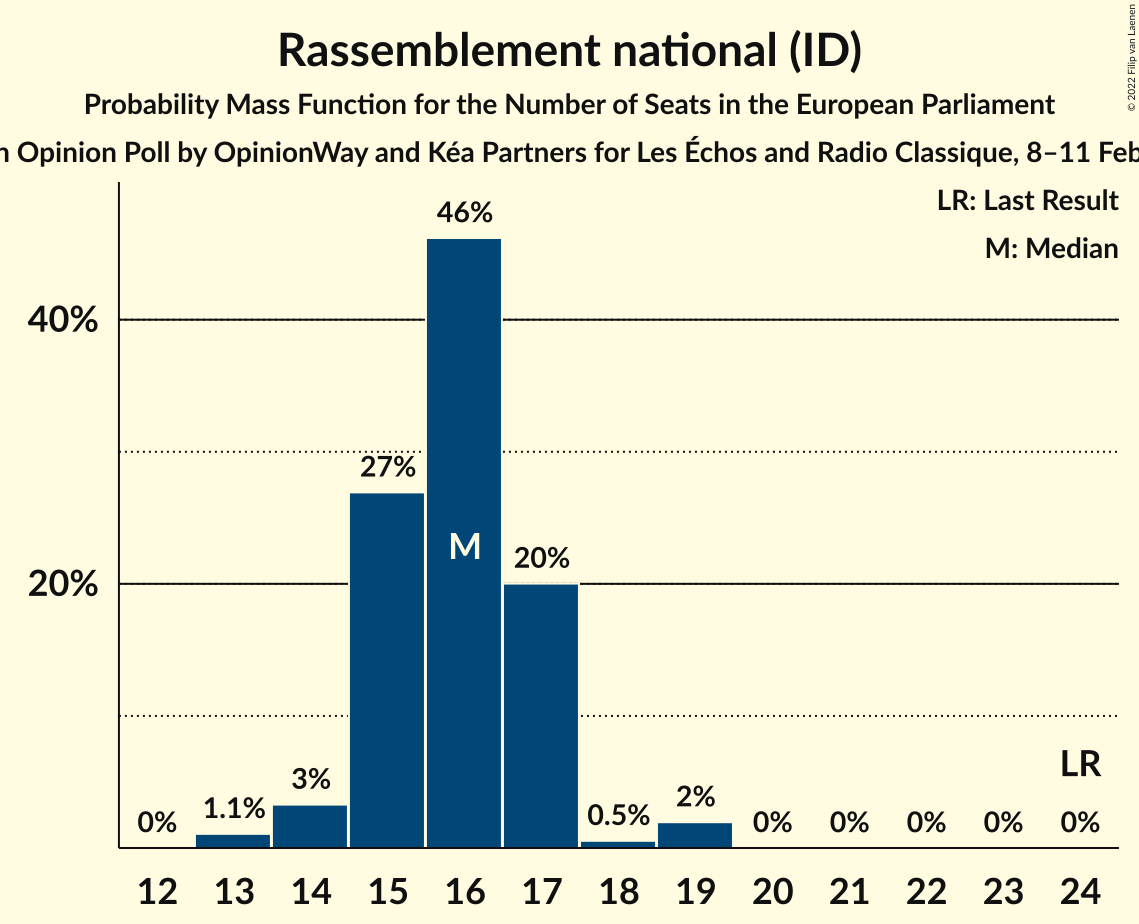 Rassemblement national (ID)
Probability Mass Function for the Number of Seats in the European Parliament
Opinion Poll by OpinionWay and Kéa Partners for Les Échos and Radio Classique, 8–11 Feb
© 2022 Filip van Laenen
LR: Last Result
M: Median
46%
40%
27%
M
20%
20%
LR
3%
1.1%
0%
0.5%
2%
0%
0%
0%
0%
0%
12 13 14 15 16 17 18 19 20 21 22 23 24